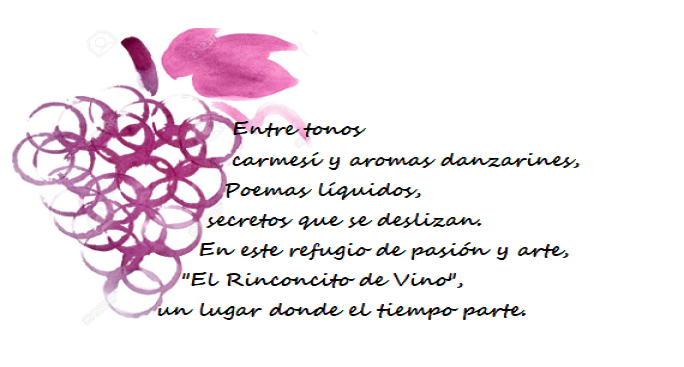 Entre tonos
carmesí y aromas danzarines,
Poemas líquidos,
secretos que se deslizan.
En este refugio de pasión y arte,
"El Rinconcito de Vino",
un lugar donde el tiempo parte.